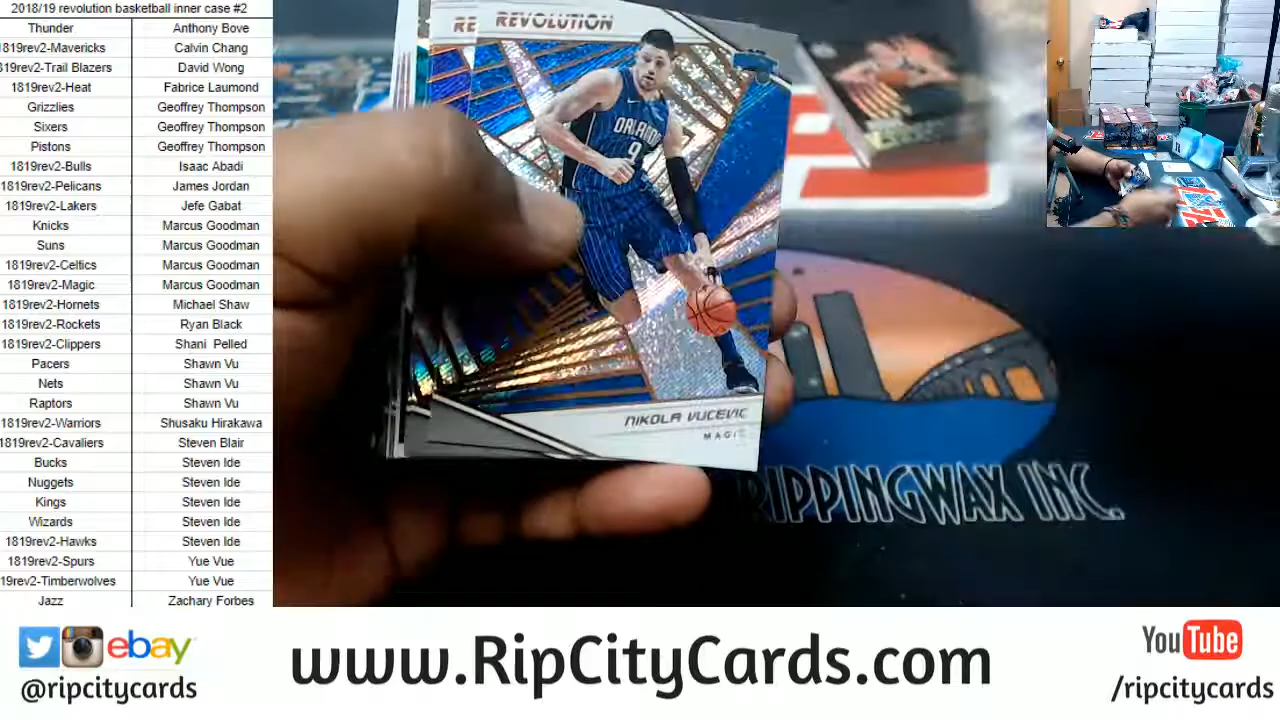 2018/19 revolution basketball inner case #2
Thunder Anthony Bove
1819rev2-Mavericks Calvin Chang
819rev2-Trail Blazers David Wong
1819rev2-Heat Fabrice Laumond
Grizzlies Geoffrey Thompson
Sixers Geoffrey Thompson
Pistons Geoffrey Thompson
1819rev2-Bulls Isaac Abadi
1819rev2-Pelicans James Jordan
1819rev2-Lakers Jefe Gabat
Knicks Marcus Goodman
Suns Marcus Goodman
1819rev2-Celtics Marcus Goodman
1819rev2-Magic Marcus Goodman
1819rev2-Hornets Michael Shaw
1819rev2-Rockets Ryan Black
1819rev2-Clippers Shani Pelled
Pacers Shawn Vu
Nets Shawn Vu
Raptors Shawn Vu
1819rev2-Warriors Shusaku Hirakawa
1819rev2-Cavaliers Steven Blair
Bucks Steven Ide
Nuggets Steven Ide
Kings Steven Ide
Wizards Steven Ide
1819rev2-Hawks Steven Ide
1819rev2-Spurs Yue Vue
19rev2-Timberwolves Yue Vue
Jazz Zachary Forbes
RE REVOLUTION
ORLANDO
9
NIKOLA VUCEVIC
MAGIC
RIPPINGWAX INC.
ebay
@ripcitycards
www.RipCityCards.com
YouTube
/ripcitycards